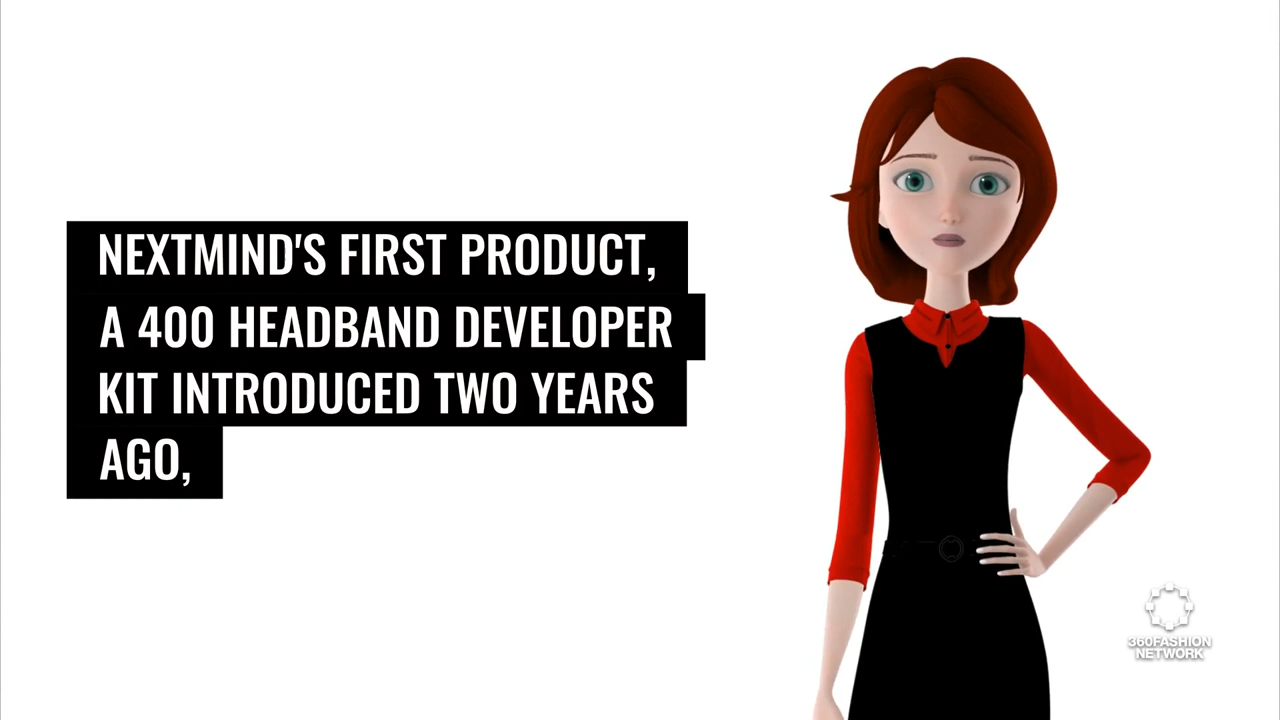 NEXTMIND'S FIRST PRODUCT,
A 400 HEADBAND DEVELOPER
KIT INTRODUCED TWO YEARS
AGO,
360FASHION
NETWORK